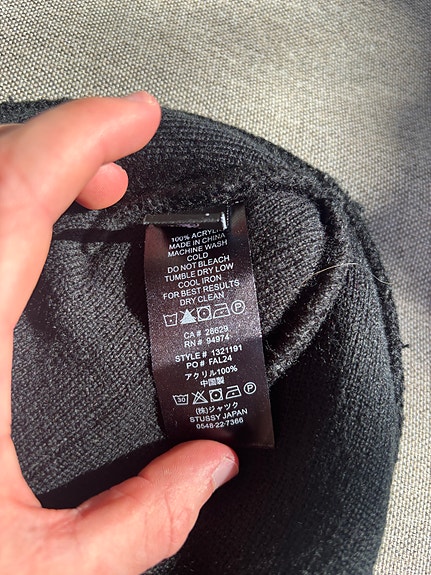 100% ACRYLIC
MADE IN CHINA
MACHINE WASH
COLD
DO NOT BLEACH
TUMBLE DRY LOW
COOL IRON
FOR BEST RESULTS
DRY CLEAN
CA# 28629
RN# 94974
STYLE# 1321191
PO# FAL24
アクリル100%
中国製
30
P
(株)ジャック
STUSSY JAPAN
0548-22-7366